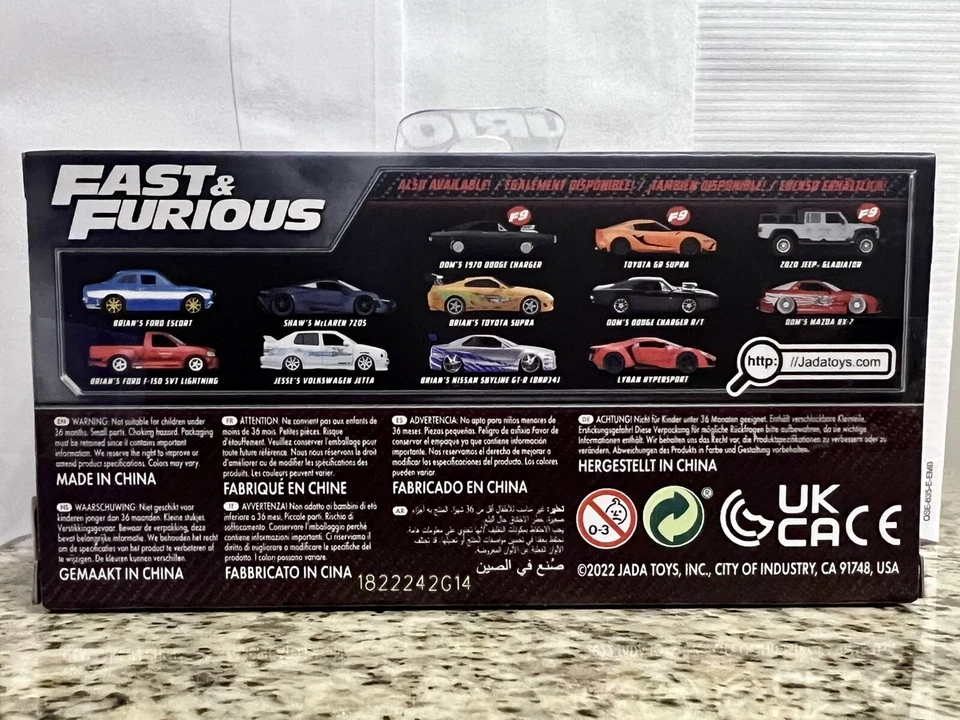 FAST &
FURIOUS
ALSO AVAILABLE! / ÉGALEMENT DISPONIBLE! / TAMBIÉN DISPONIBLE! / EBENSO ERHÄLTLICH!
F9 F9 F9
DOM'S 1970 DODGE CHARGER TOYOTA GR SUPRA 2020 JEEP® GLADIATOR
BRIAN'S FORD ESCORT SHAW'S McLAREN 720S BRIAN'S TOYOTA SUPRA DOM'S DODGE CHARGER R/T DOM'S MAZDA RX-7
BRIAN'S FORD F-150 SVT LIGHTNING JESSE'S VOLKSWAGEN JETTA BRIAN'S NISSAN SKYLINE GT-R (BNR34) LYKAN HYPERSPORT
http: //Jadatoys.com
EN WARNING: Not suitable for children under
36 months. Small parts. Choking hazard. Packaging
must be retained since it contains important
information. We reserve the right to improve or
amend product specifications. Colors may vary.
MADE IN CHINA
FR ATTENTION. Ne convient pas aux enfants de
moins de 36 mois. Petites pièces. Risque
d'étouffement. Veuillez conserver l'emballage pour
toute future référence. Nous nous réservons le droit
d'améliorer ou de modifier les spécifications des
produits. Les couleurs peuvent varier.
FABRIQUÉ EN CHINE
ES ADVERTENCIA: No apto para niños menores de
36 meses. Piezas pequeñas. Peligro de asfixia. Favor de
conservar el empaque ya que contiene información importante.
Nos reservamos el derecho de mejorar o
modificar las especificaciones del producto. Los colores
pueden variar.
FABRICADO EN CHINA
DE ACHTUNG! Nicht für Kinder unter 36 Monaten geeignet. Enthält verschluckbare Kleinteile,
Erstickungsgefahr! Diese Verpackung für mögliche Rückfragen bitte aufbewahren, da sie wichtige
Informationen enthält. Wir behalten uns das Recht vor, die Produktspezifikationen zu verbessern oder zu
verändern. Abweichungen des Produkts in Farbe und Gestaltung vorbehalten.
HERGESTELLT IN CHINA
NL WAARSCHUWING: Niet geschikt voor
kinderen jonger dan 36 maanden. Kleine stukjes.
Verstikkingsgevaar. Bewaar de verpakking, deze
bevat belangrijke informatie. We behouden het recht
om de specificaties van het product te verbeteren of
te wijzigen. De kleuren kunnen verschillen.
GEMAAKT IN CHINA
IT AVVERTENZA! Non adatto ai bambini di età
inferiore a 36 mesi. Piccole parti. Rischio di
soffocamento. Conservare l'imballaggio perché
contiene informazioni importanti. Ci riserviamo il
diritto di migliorare o modificare le specifiche del
prodotto. I colori possono variare.
FABBRICATO IN CINA
AR
صنع في الصين
1822242G14
0-3
®
UK
CA CE
©2022 JADA TOYS, INC., CITY OF INDUSTRY, CA 91748, USA
OSE-635-E-EMB